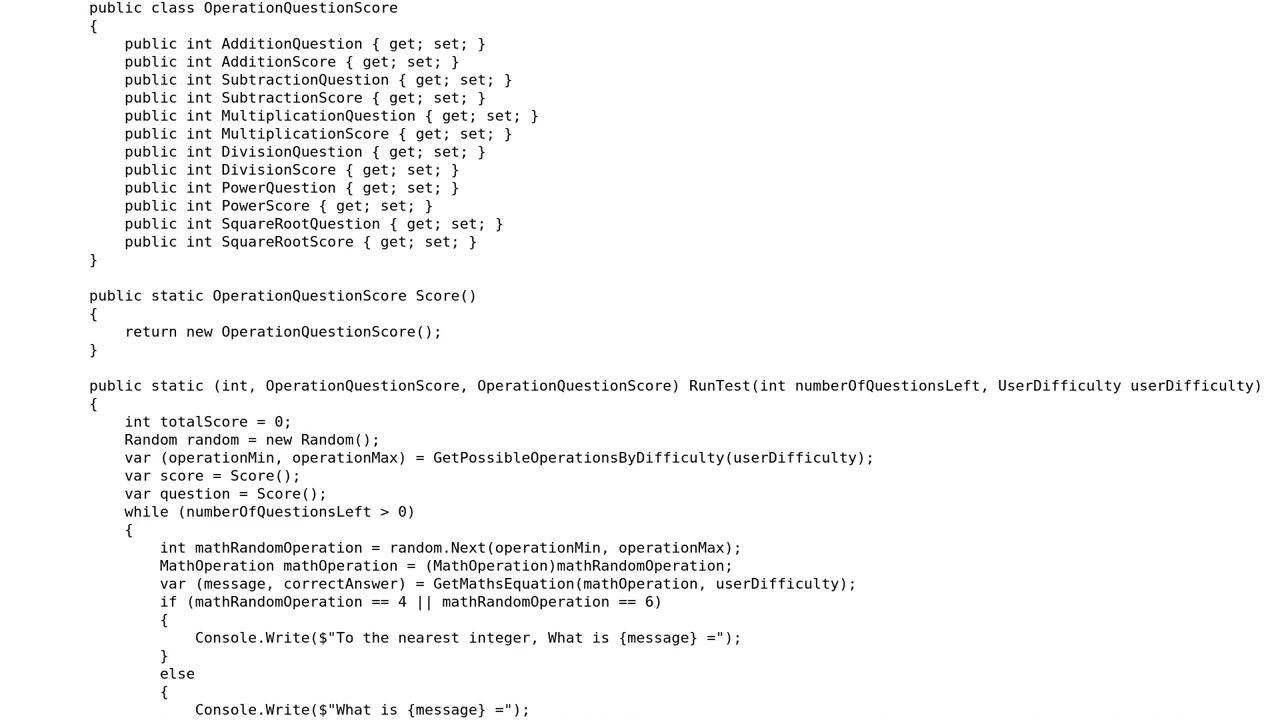 public class OperationQuestionScore
{
public int AdditionQuestion { get; set; }
public int AdditionScore { get; set; }
public int SubtractionQuestion { get; set; }
public int SubtractionScore { get; set; }
public int MultiplicationQuestion { get; set; }
public int MultiplicationScore { get; set; }
public int DivisionQuestion { get; set; }
public int DivisionScore { get; set; }
public int PowerQuestion { get; set; }
public int PowerScore { get; set; }
public int SquareRootQuestion { get; set; }
public int SquareRootScore { get; set; }
}
public static OperationQuestionScore Score()
{
return new OperationQuestionScore();
}
public static (int, OperationQuestionScore, OperationQuestionScore) RunTest(int numberOfQuestionsLeft, UserDifficulty userDifficulty)
{
int totalScore = 0;
Random random = new Random();
var (operationMin, operationMax) = GetPossibleOperationsByDifficulty(userDifficulty);
var score = Score();
var question = Score();
while (numberOfQuestionsLeft > 0)
{
int mathRandomOperation = random.Next(operationMin, operationMax);
MathOperation mathOperation = (MathOperation)mathRandomOperation;
var (message, correctAnswer) = GetMathsEquation(mathOperation, userDifficulty);
if (mathRandomOperation == 4 || mathRandomOperation == 6)
{
Console.Write($"To the nearest integer, What is {message} =");
}
else
{
Console.Write($"What is {message} =");